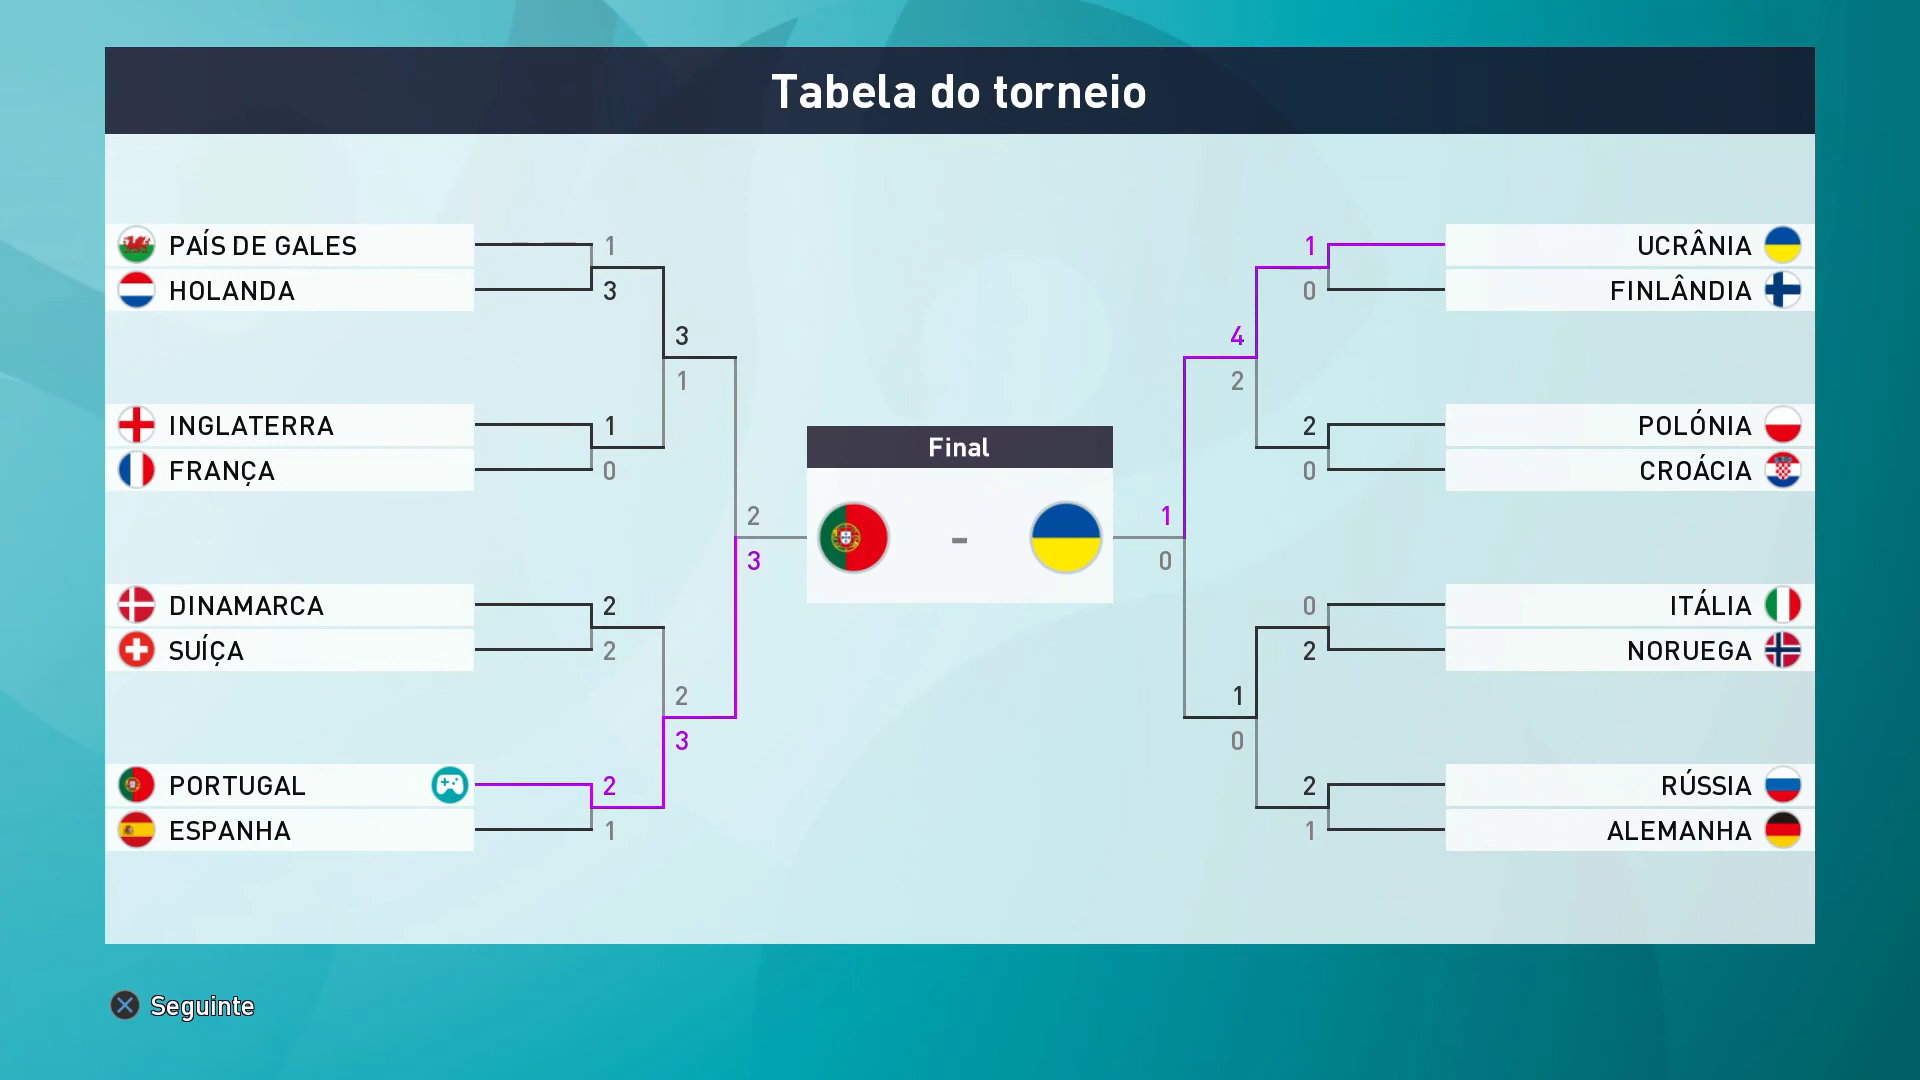 Tabela do torneio
PAÍS DE GALES 1
HOLANDA 3
3
1
INGLATERRA 1
FRANÇA 0
2
3
DINAMARCA 2
SUÍÇA 2
2
3
PORTUGAL 2
ESPANHA 1
Final
-
1 UCRÂNIA
0 FINLÂNDIA
4
2
2 POLÓNIA
0 CROÁCIA
1
0
0 ITÁLIA
2 NORUEGA
1
0
2 RÚSSIA
1 ALEMANHA
Seguinte